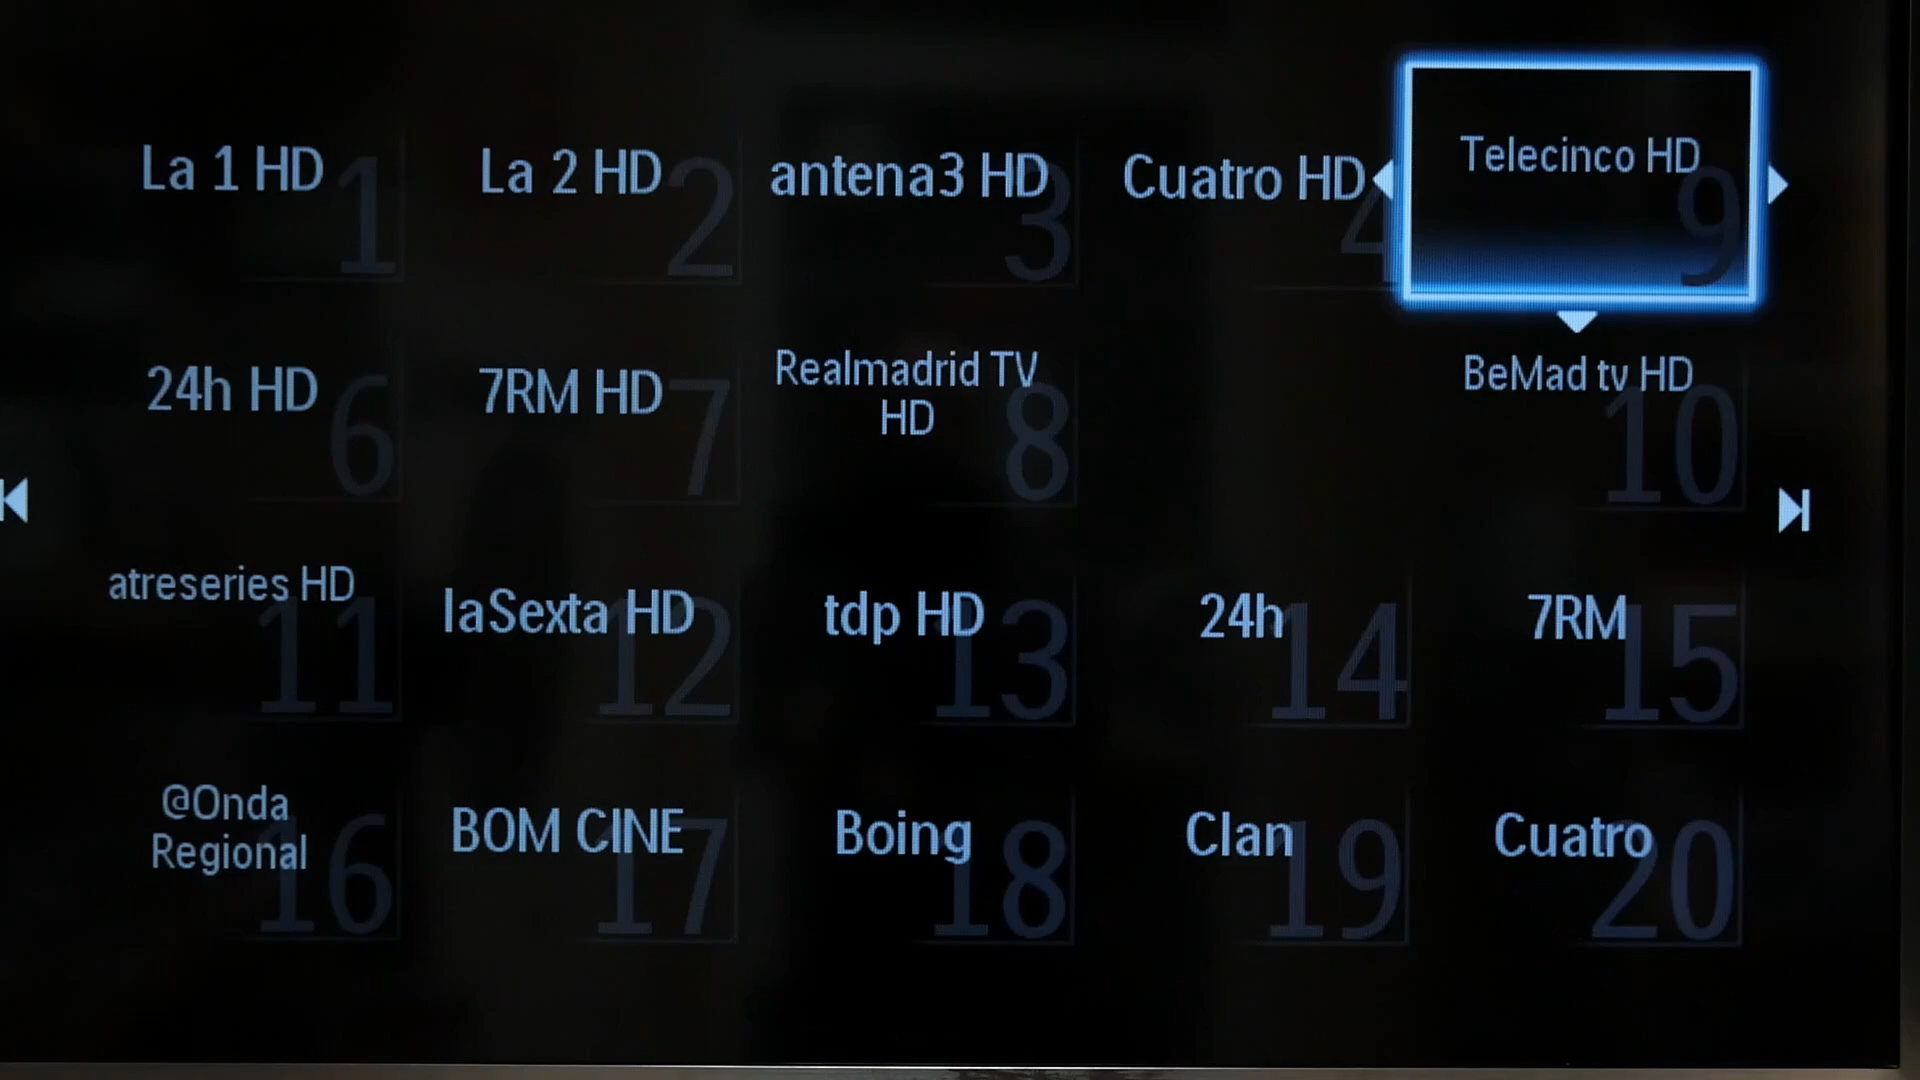 La 1 HD 1
La 2 HD 2
antena3 HD 3
Cuatro HD 4
Telecinco HD 9
24h HD 6
7RM HD 7
Realmadrid TV
HD 8
BeMad tv HD 10
atreseries HD 11
laSexta HD 12
tdp HD 13
24h 14
7RM 15
@Onda
Regional 16
BOM CINE 17
Boing 18
Clan 19
Cuatro 20